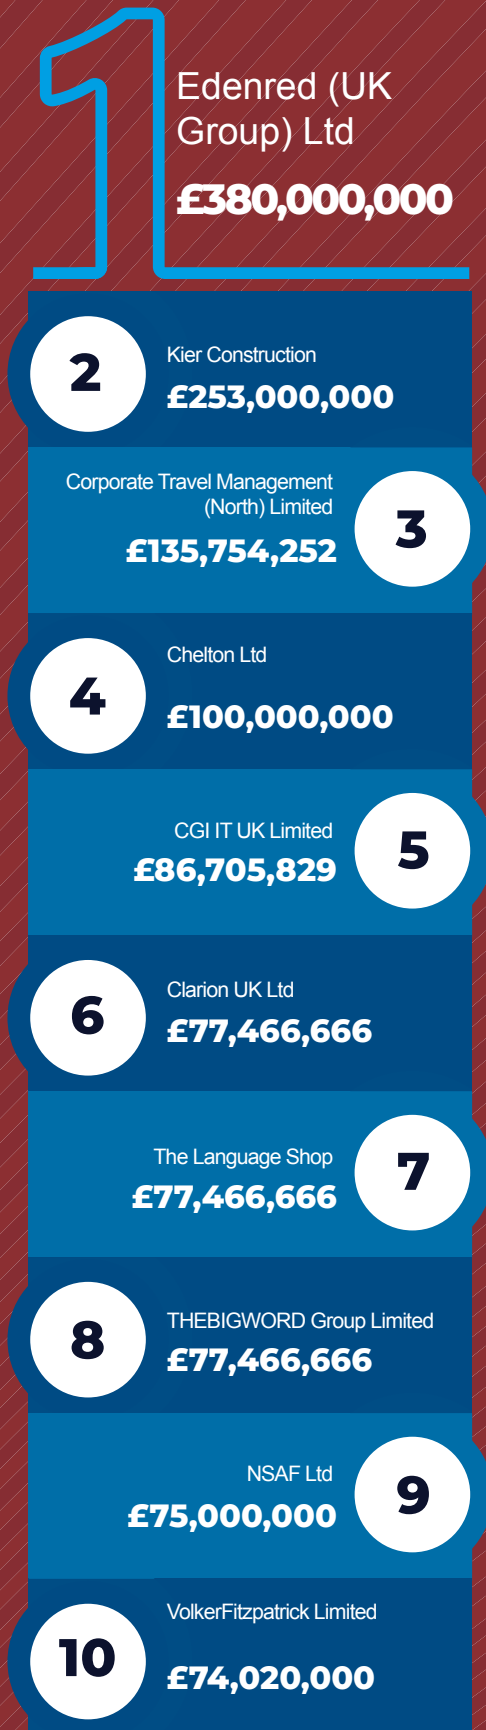 1
Edenred (UK
Group) Ltd
£380,000,000
2
Kier Construction
£253,000,000
Corporate Travel Management
(North) Limited
£135,754,252
3
4
Chelton Ltd
£100,000,000
CGI IT UK Limited
£86,705,829
5
6
Clarion UK Ltd
£77,466,666
The Language Shop
£77,466,666
7
8
THEBIGWORD Group Limited
£77,466,666
NSAF Ltd
£75,000,000
9
10
VolkerFitzpatrick Limited
£74,020,000